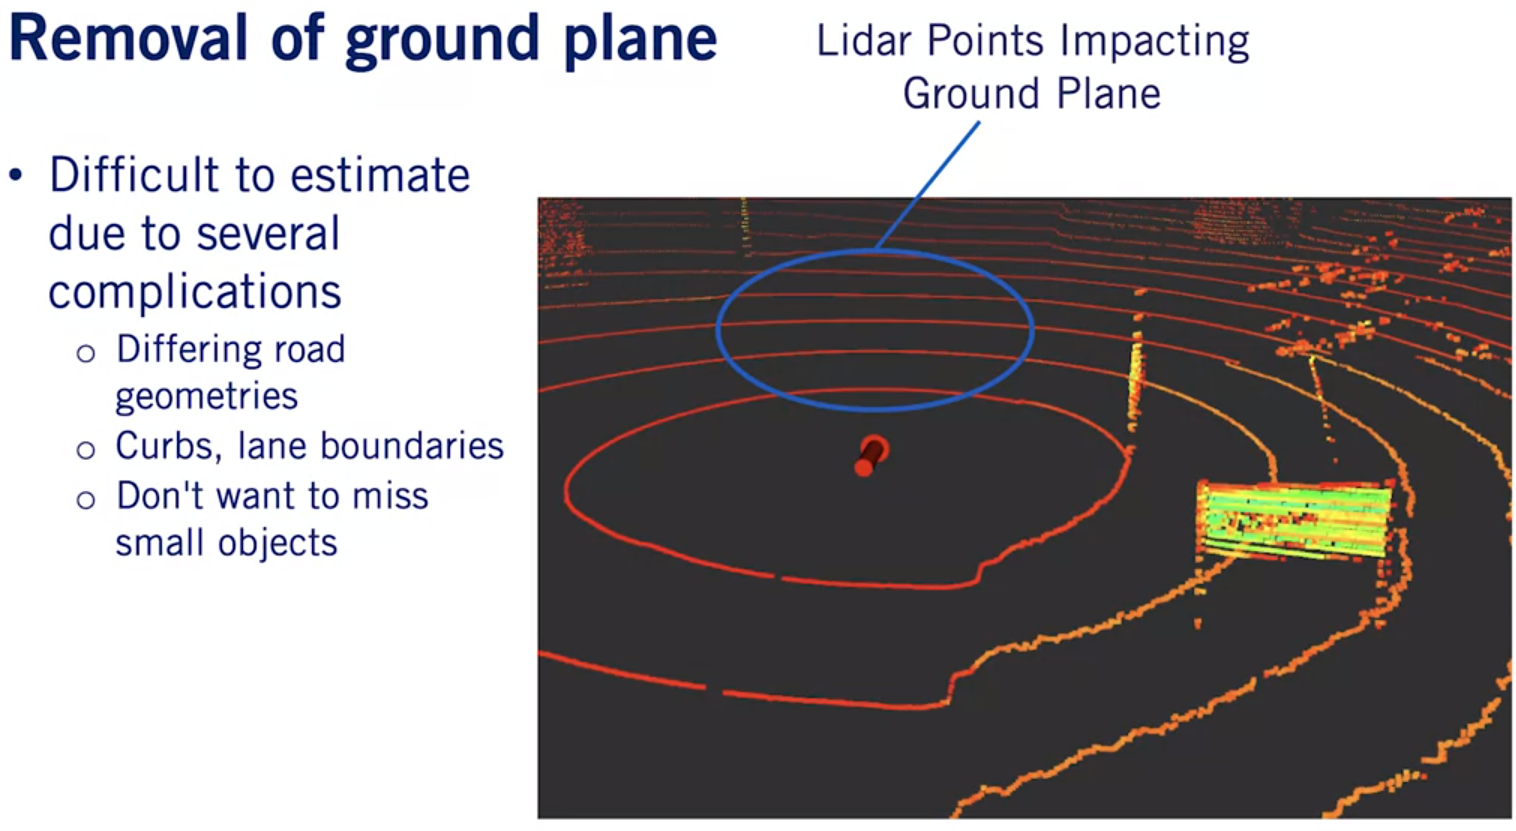 Removal of ground plane
Lidar Points Impacting
Ground Plane
• Difficult to estimate
due to several
complications
o Differing road
geometries
o Curbs, lane boundaries
o Don't want to miss
small objects